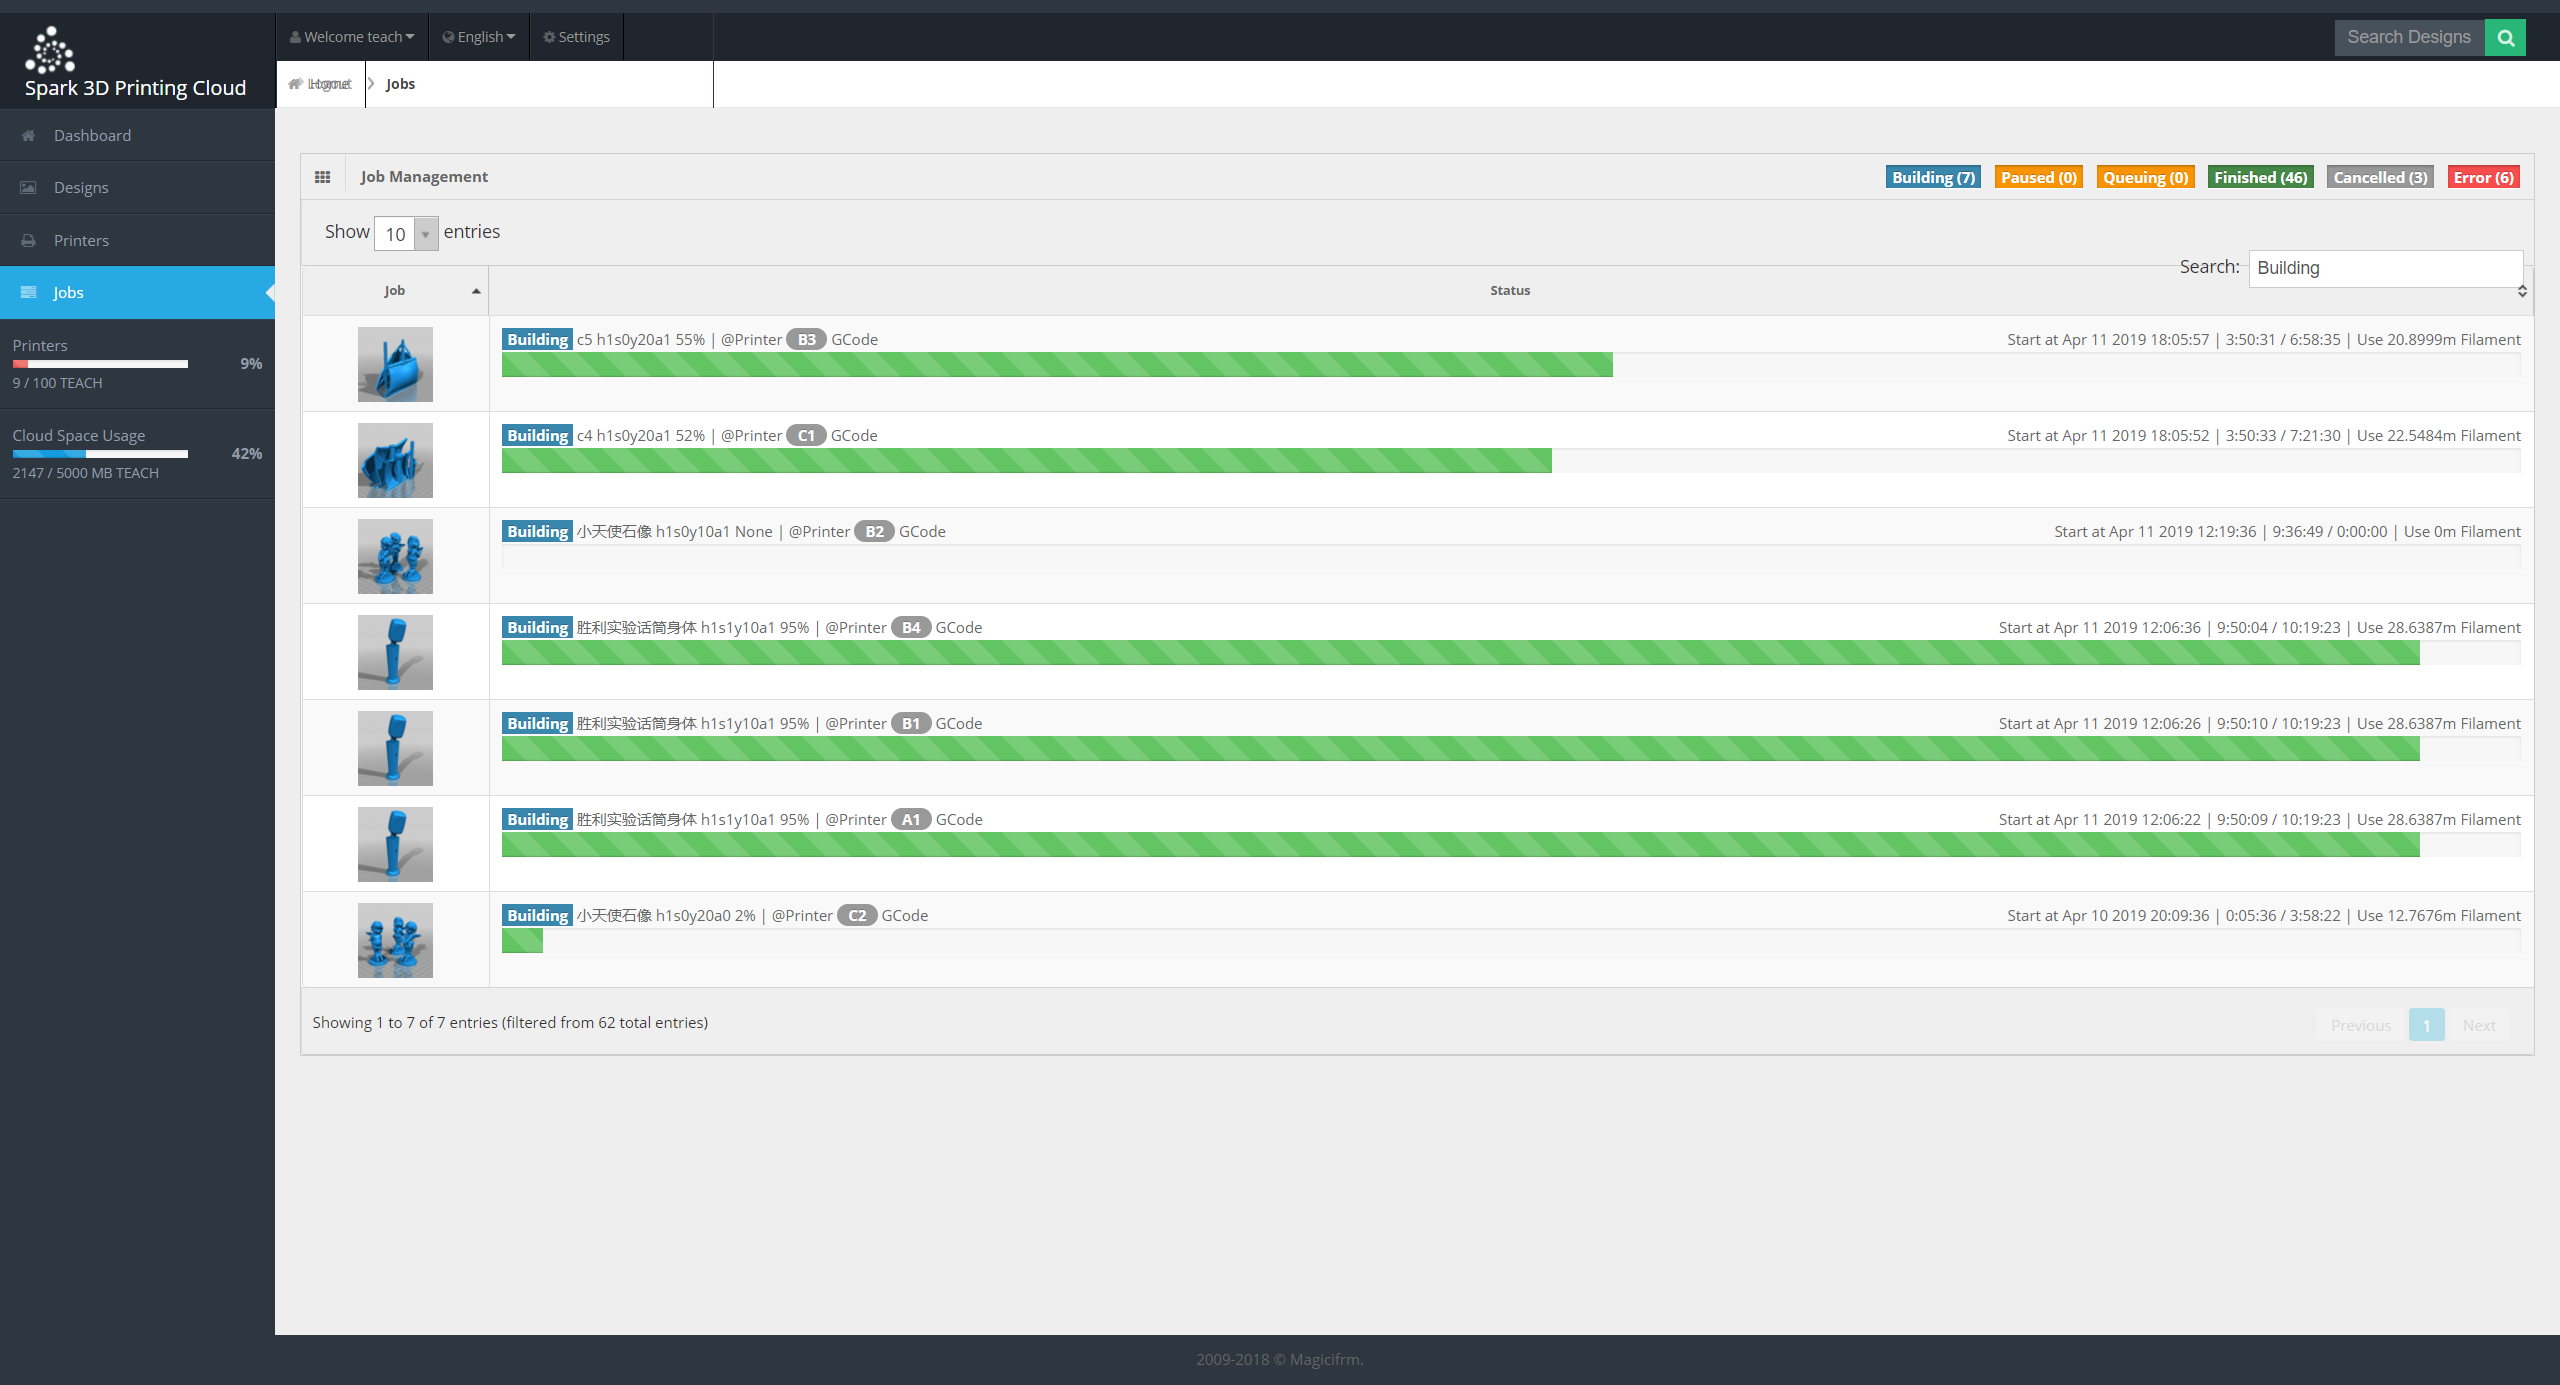 Welcome teach
English
Settings
Search Designs
Spark 3D Printing Cloud
Home
Jobs
Dashboard
Designs
Printers
Jobs
Printers
9%
9 / 100 TEACH
Cloud Space Usage
42%
2147 / 5000 MB TEACH
Job Management
Building (7)
Paused (0)
Queuing (0)
Finished (46)
Cancelled (3)
Error (6)
Show 10 entries
Search: Building
Job
Status
Building c5 h1s0y20a1 55% | @Printer B3 GCode
Start at Apr 11 2019 18:05:57 | 3:50:31 / 6:58:35 | Use 20.8999m Filament
Building c4 h1s0y20a1 52% | @Printer C1 GCode
Start at Apr 11 2019 18:05:52 | 3:50:33 / 7:21:30 | Use 22.5484m Filament
Building 小天使石像 h1s0y10a1 None | @Printer B2 GCode
Start at Apr 11 2019 12:19:36 | 9:36:49 / 0:00:00 | Use 0m Filament
Building 胜利实验话筒身体 h1s1y10a1 95% | @Printer B4 GCode
Start at Apr 11 2019 12:06:36 | 9:50:04 / 10:19:23 | Use 28.6387m Filament
Building 胜利实验话筒身体 h1s1y10a1 95% | @Printer B1 GCode
Start at Apr 11 2019 12:06:26 | 9:50:10 / 10:19:23 | Use 28.6387m Filament
Building 胜利实验话筒身体 h1s1y10a1 95% | @Printer A1 GCode
Start at Apr 11 2019 12:06:22 | 9:50:09 / 10:19:23 | Use 28.6387m Filament
Building 小天使石像 h1s0y20a0 2% | @Printer C2 GCode
Start at Apr 10 2019 20:09:36 | 0:05:36 / 3:58:22 | Use 12.7676m Filament
Showing 1 to 7 of 7 entries (filtered from 62 total entries)
Previous
1
Next
2009-2018 © Magicifrm.